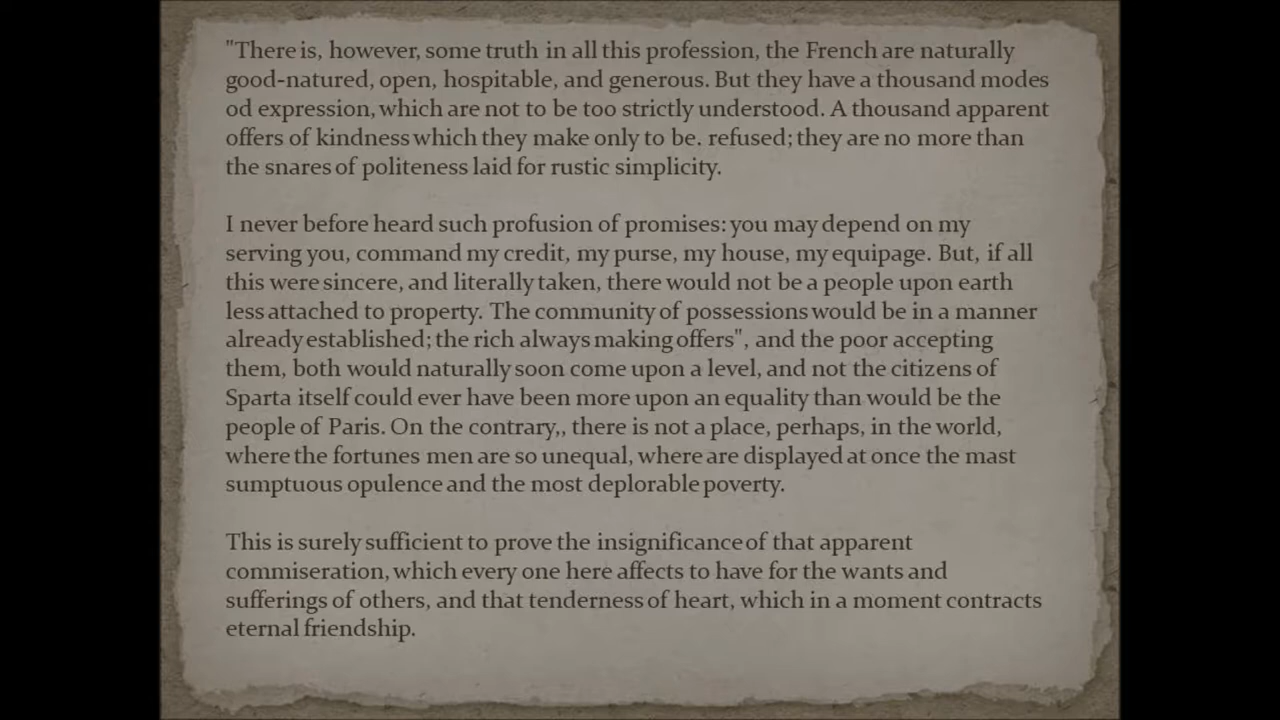 "There is, however, some truth in all this profession, the French are naturally
good-natured, open, hospitable, and generous. But they have a thousand modes
od expression, which are not to be too strictly understood. A thousand apparent
offers of kindness which they make only to be. refused; they are no more than
the snares of politeness laid for rustic simplicity.

I never before heard such profusion of promises: you may depend on my
serving you, command my credit, my purse, my house, my equipage. But, if all
this were sincere, and literally taken, there would not be a people upon earth
less attached to property. The community of possessions would be in a manner
already established; the rich always making offers", and the poor accepting
them, both would naturally soon come upon a level, and not the citizens of
Sparta itself could ever have been more upon an equality than would be the
people of Paris. On the contrary,, there is not a place, perhaps, in the world,
where the fortunes men are so unequal, where are displayed at once the mast
sumptuous opulence and the most deplorable poverty.

This is surely sufficient to prove the insignificance of that apparent
commiseration, which every one here affects to have for the wants and
sufferings of others, and that tenderness of heart, which in a moment contracts
eternal friendship.